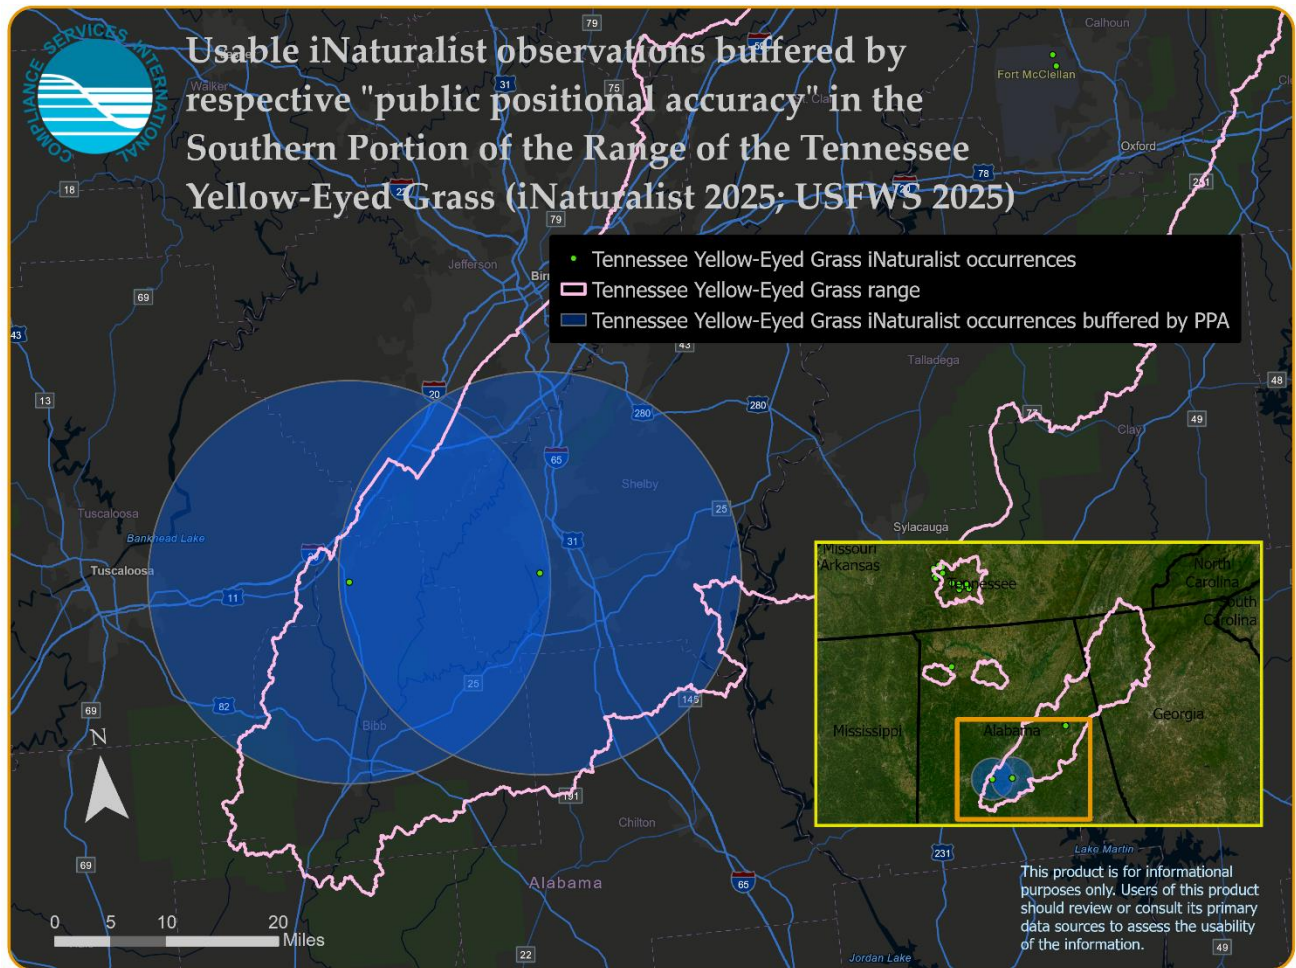 COMPLIANCE SERVICES INTERNATIONAL
Usable iNaturalist observations buffered by
respective "public positional accuracy" in the
Southern Portion of the Range of the Tennessee
Yellow-Eyed Grass (iNaturalist 2025; USFWS 2025)
79
Calhoun
Fort McClellan
Walker
31
75
Oxford
78
18
231
79
Jefferson
Tennessee Yellow-Eyed Grass iNaturalist occurrences
Tennessee Yellow-Eyed Grass range
Tennessee Yellow-Eyed Grass iNaturalist occurrences buffered by PPA
69
43
43
Talladega
48
13
20
280
280
77
49
Clay
65
Shelby
Tuscaloosa
25
Sylacauga
Bankhead Lake
31
Tuscaloosa
11
Missouri
Arkansas
Tennessee
North
Carolina
South
Carolina
Mississippi
Alabama
Georgia
25
145
82
Bibb
69
N
191
Chilton
69
231
Lake Martin
Alabama
65
This product is for informational
purposes only. Users of this product
should review or consult its primary
data sources to assess the usability
of the information.
0 5 10 20
Miles
22
49
Jordan Lake